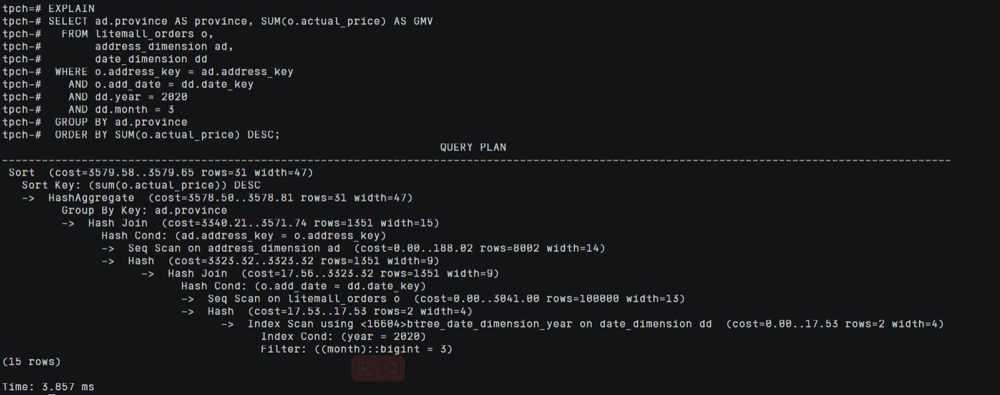 tpch=# EXPLAIN
tpch-# SELECT ad.province AS province, SUM(o.actual_price) AS GMV
tpch-#   FROM litemall_orders o,
tpch-#        address_dimension ad,
tpch-#        date_dimension dd
tpch-#  WHERE o.address_key = ad.address_key
tpch-#    AND o.add_date = dd.date_key
tpch-#    AND dd.year = 2020
tpch-#    AND dd.month = 3
tpch-#  GROUP BY ad.province
tpch-#  ORDER BY SUM(o.actual_price) DESC;
QUERY PLAN
-----------------------------------------------------------------------------------------------------------------------------------------------
Sort  (cost=3579.58..3579.65 rows=31 width=47)
  Sort Key: (sum(o.actual_price)) DESC
  ->  HashAggregate  (cost=3578.50..3578.81 rows=31 width=47)
        Group By Key: ad.province
        ->  Hash Join  (cost=3340.21..3571.74 rows=1351 width=15)
              Hash Cond: (ad.address_key = o.address_key)
              ->  Seq Scan on address_dimension ad  (cost=0.00..188.02 rows=8002 width=14)
              ->  Hash  (cost=3323.32..3323.32 rows=1351 width=9)
                    ->  Hash Join  (cost=17.56..3323.32 rows=1351 width=9)
                          Hash Cond: (o.add_date = dd.date_key)
                          ->  Seq Scan on litemall_orders o  (cost=0.00..3041.00 rows=100000 width=13)
                          ->  Hash  (cost=17.53..17.53 rows=2 width=4)
                                ->  Index Scan using <16604>btree_date_dimension_year on date_dimension dd  (cost=0.00..17.53 rows=2 width=4)
                                      Index Cond: (year = 2020)
                                      Filter: ((month)::bigint = 3)
(15 rows)
AI
Time: 3.857 ms